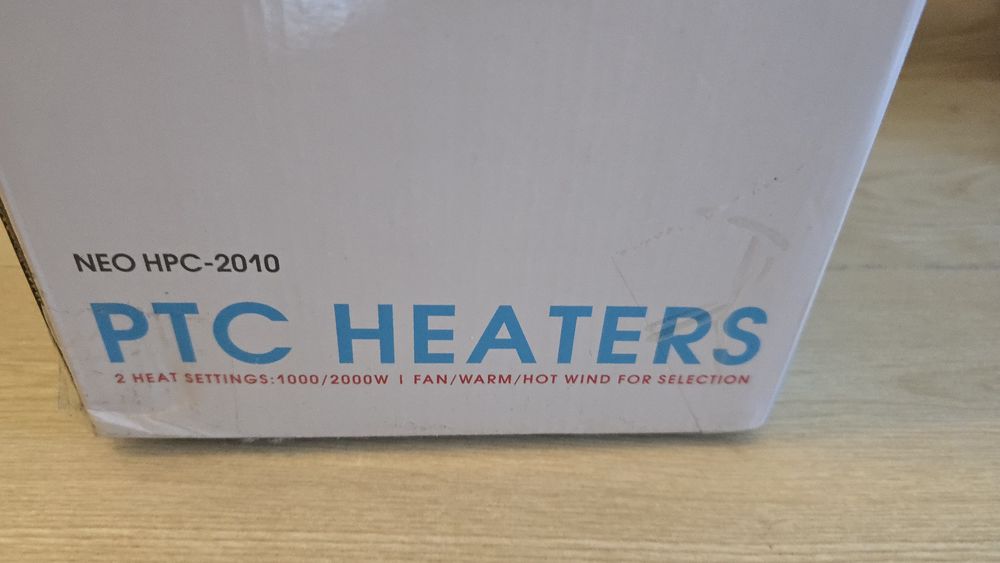 NEO HPC-2010
PTC HEATERS
2 HEAT SETTINGS:1000/2000W | FAN/WARM/HOT WIND FOR SELECTION